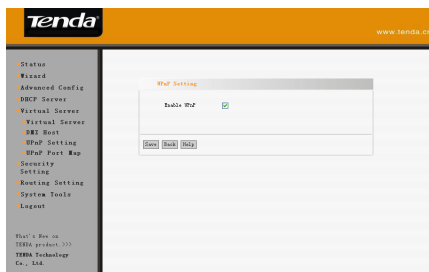 Tenda
www.tenda.c
Status
Wizard
Advanced Config
DHCP Server
Virtual Server
Virtual Server
DMZ Host
UPnP Setting
UPnP Port Map
Security
Setting
Routing Setting
System Tools
Logout
What's New on
TENDA product >>>
TENDA Technology
Co., Ltd.
UPnP Setting
Enable UPnP
Save Back Help